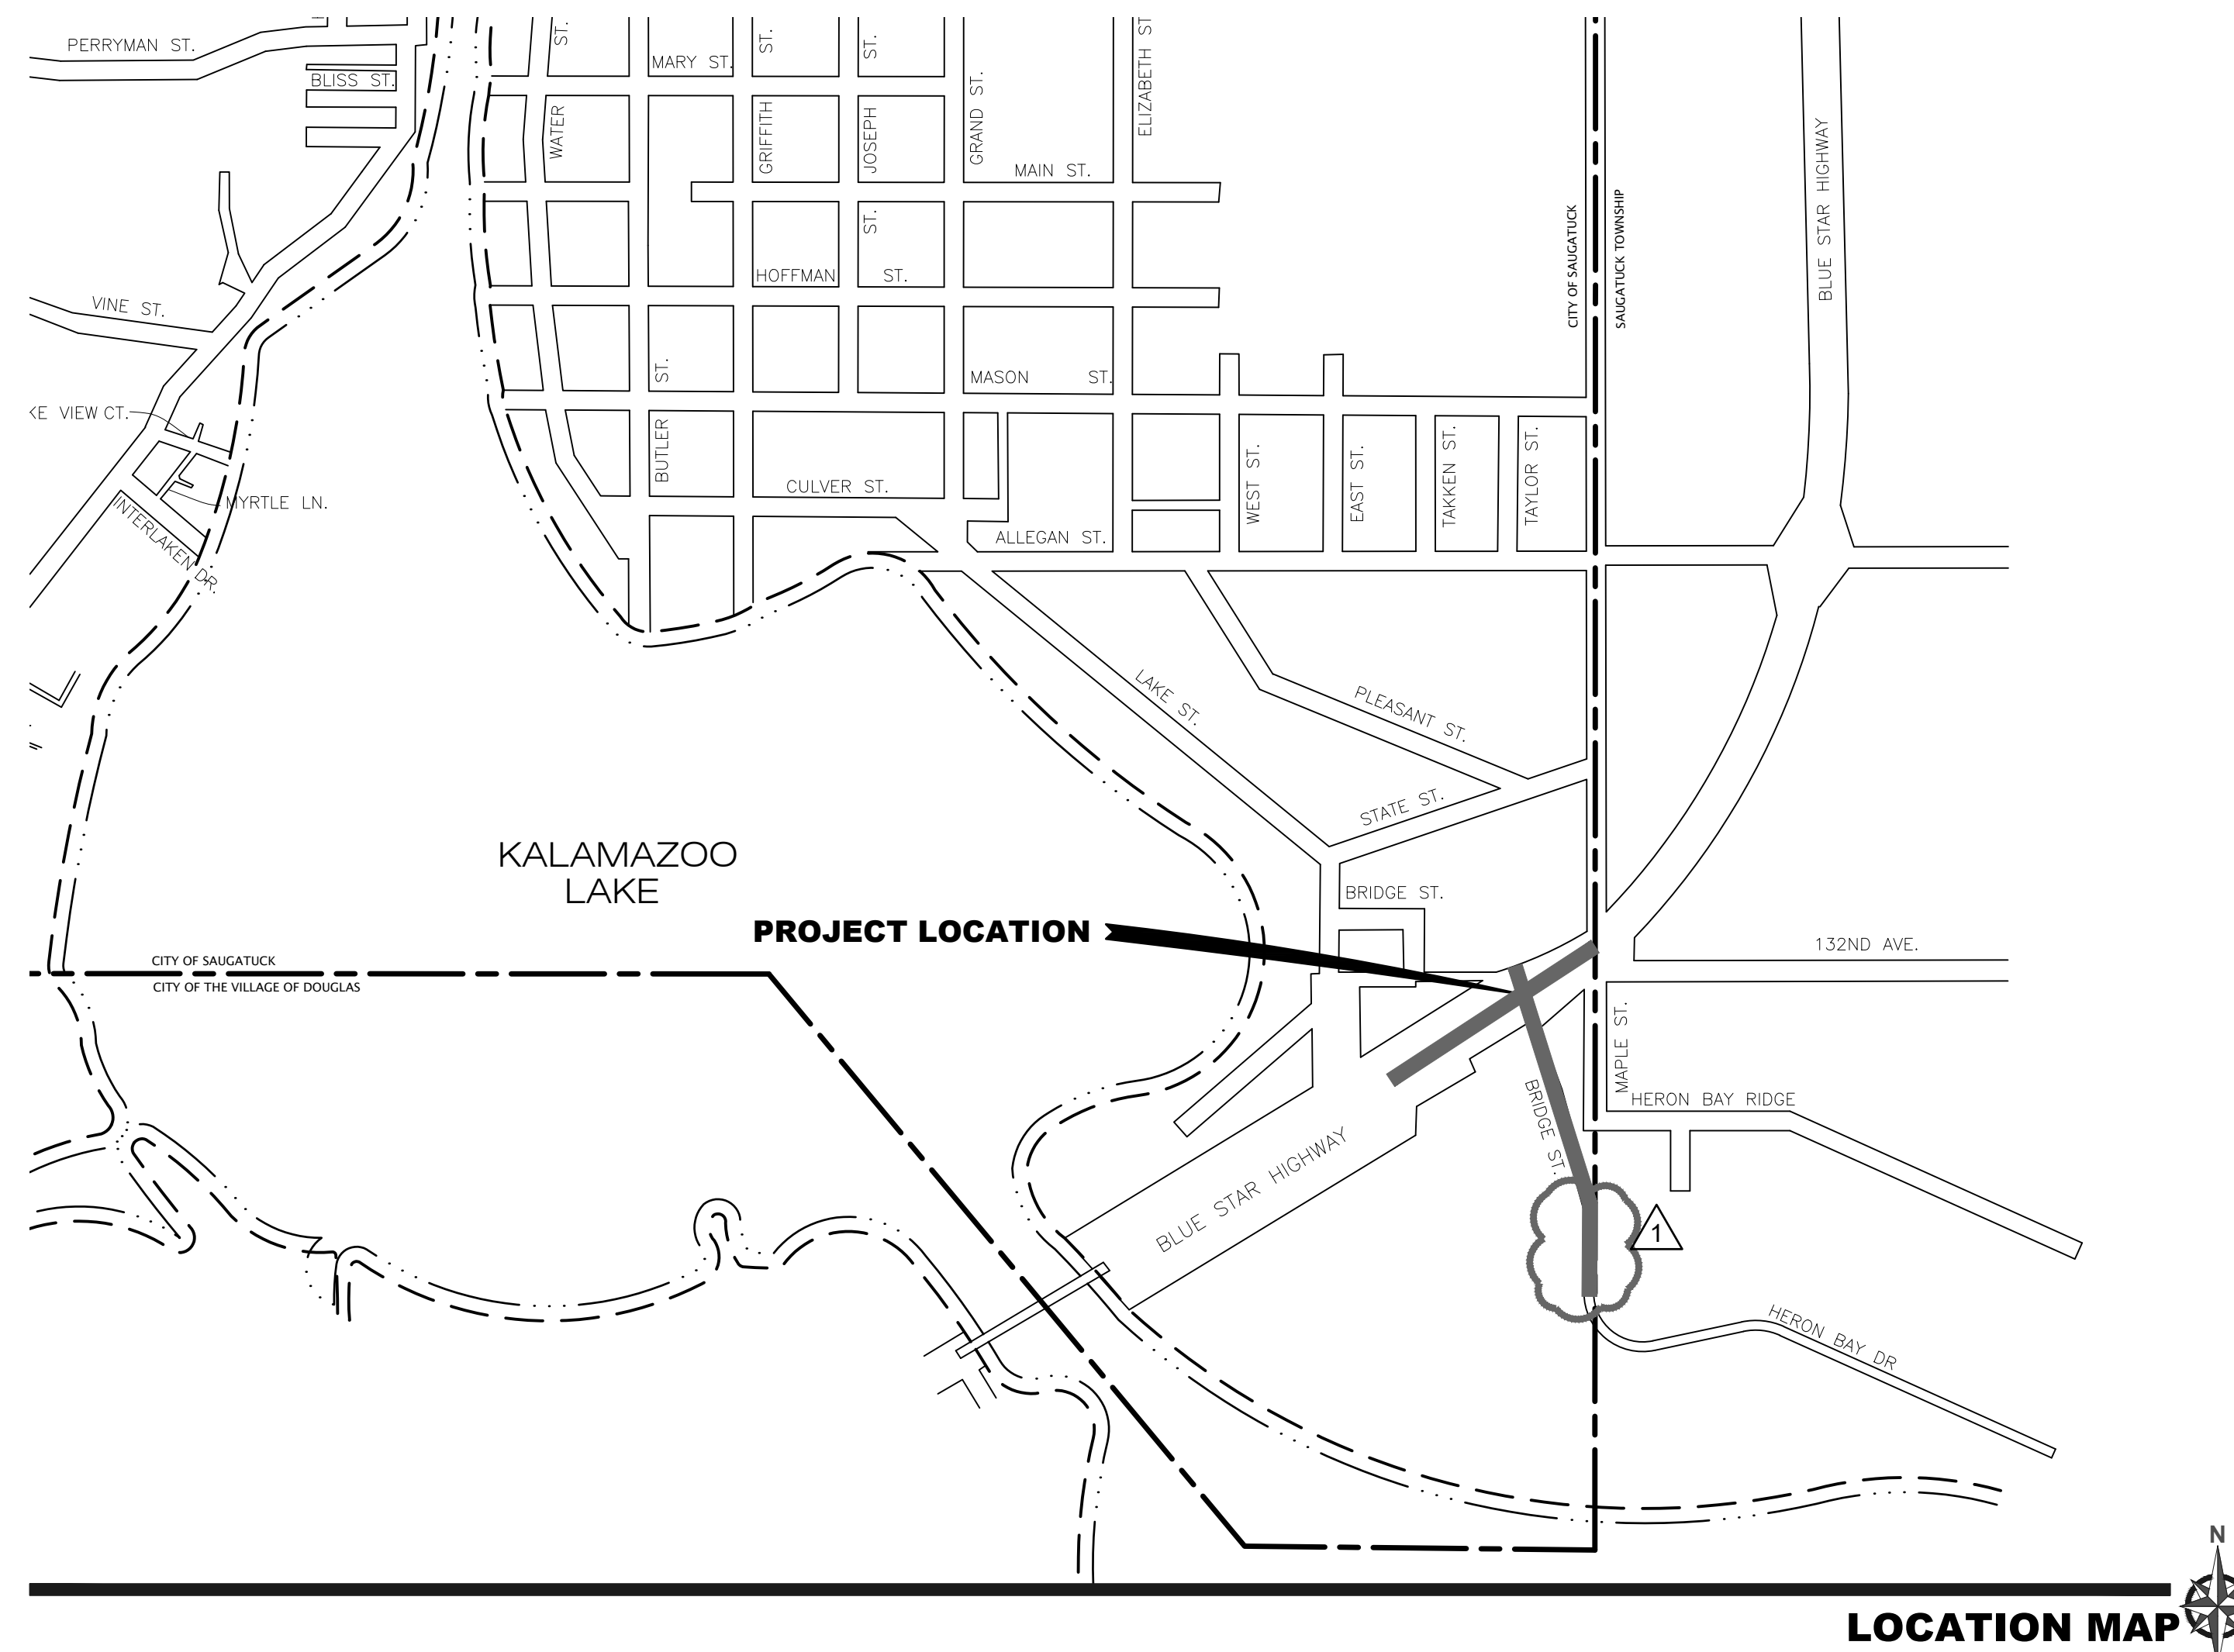 PERRYMAN ST.
BLISS ST.
ST.
MARY ST.
ST.
ST.
GRAND ST.
ELIZABETH ST
WATER
GRIFFITH
JOSEPH
MAIN ST.
ST.
HOFFMAN ST.
CITY OF SAUGATUCK
SAUGATUCK TOWNSHIP
BLUE STAR HIGHWAY
VINE ST.
KE VIEW CT.
MYRTLE LN.
INTERLAKEN DR.
ST.
MASON ST.
BUTLER
CULVER ST.
ALLEGAN ST.
WEST ST.
EAST ST.
TAKKEN ST.
TAYLOR ST.
LAKE ST.
PLEASANT ST.
STATE ST.
KALAMAZOO
LAKE
BRIDGE ST.
PROJECT LOCATION
132ND AVE.
CITY OF SAUGATUCK
CITY OF THE VILLAGE OF DOUGLAS
MAPLE ST.
HERON BAY RIDGE
BRIDGE ST.
BLUE STAR HIGHWAY
1
HERON BAY DR
N
LOCATION MAP